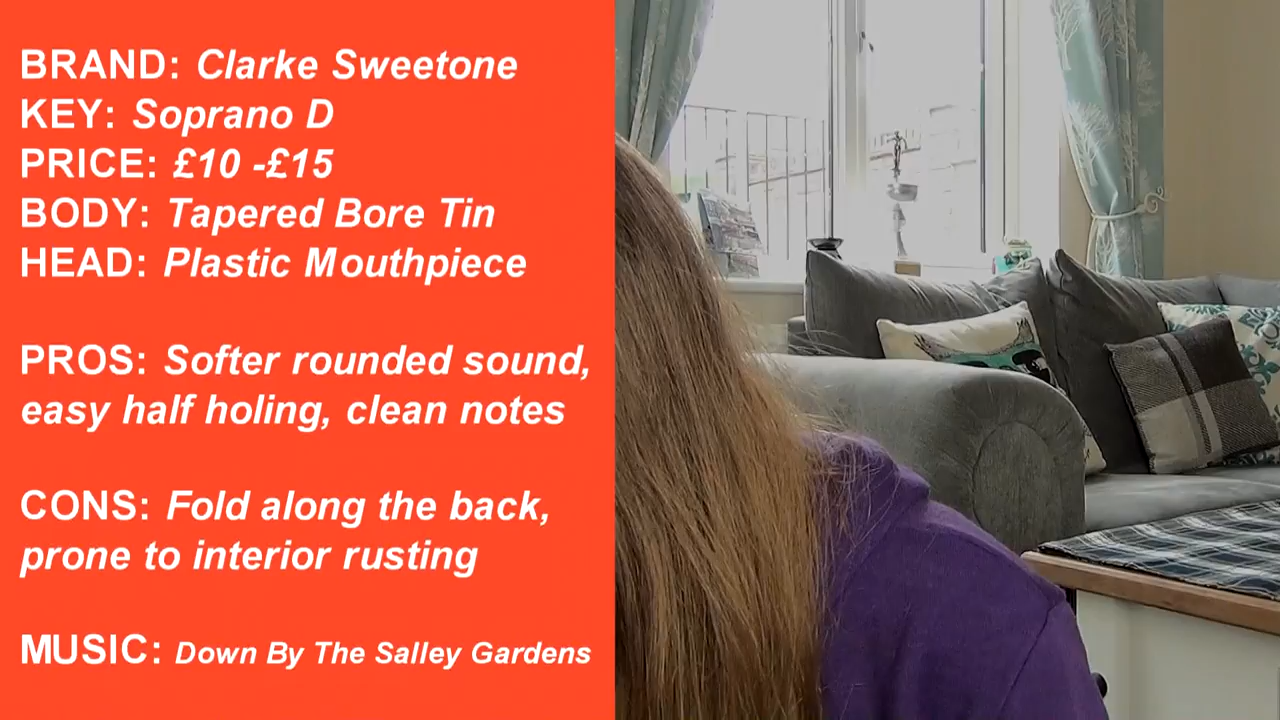 BRAND: Clarke Sweetone
KEY: Soprano D
PRICE: £10 -£15
BODY: Tapered Bore Tin
HEAD: Plastic Mouthpiece
PROS: Softer rounded sound,
easy half holing, clean notes
CONS: Fold along the back,
prone to interior rusting
MUSIC: Down By The Salley Gardens